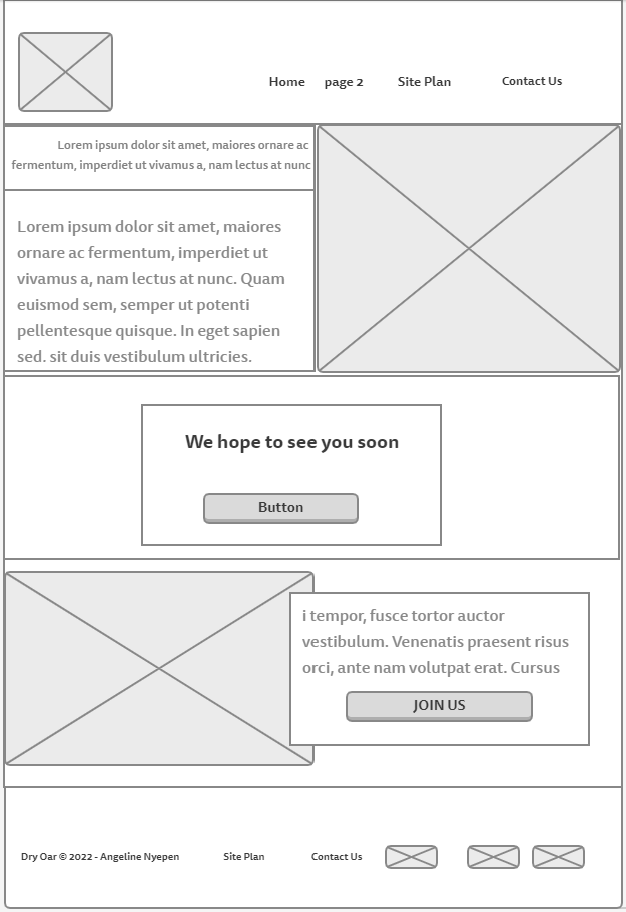 Home page 2 Site Plan Contact Us
Lorem ipsum dolor sit amet, maiores ornare ac
fermentum, imperdiet ut vivamus a, nam lectus at nunc
Lorem ipsum dolor sit amet, maiores
ornare ac fermentum, imperdiet ut
vivamus a, nam lectus at nunc. Quam
euismod sem, semper ut potenti
pellentesque quisque. In eget sapien
sed. sit duis vestibulum ultricies.
We hope to see you soon
Button
i tempor, fusce tortor auctor
vestibulum. Venenatis praesent risus
orci, ante nam volutpat erat. Cursus
JOIN US
Dry Oar © 2022 - Angeline Nyepen Site Plan Contact Us